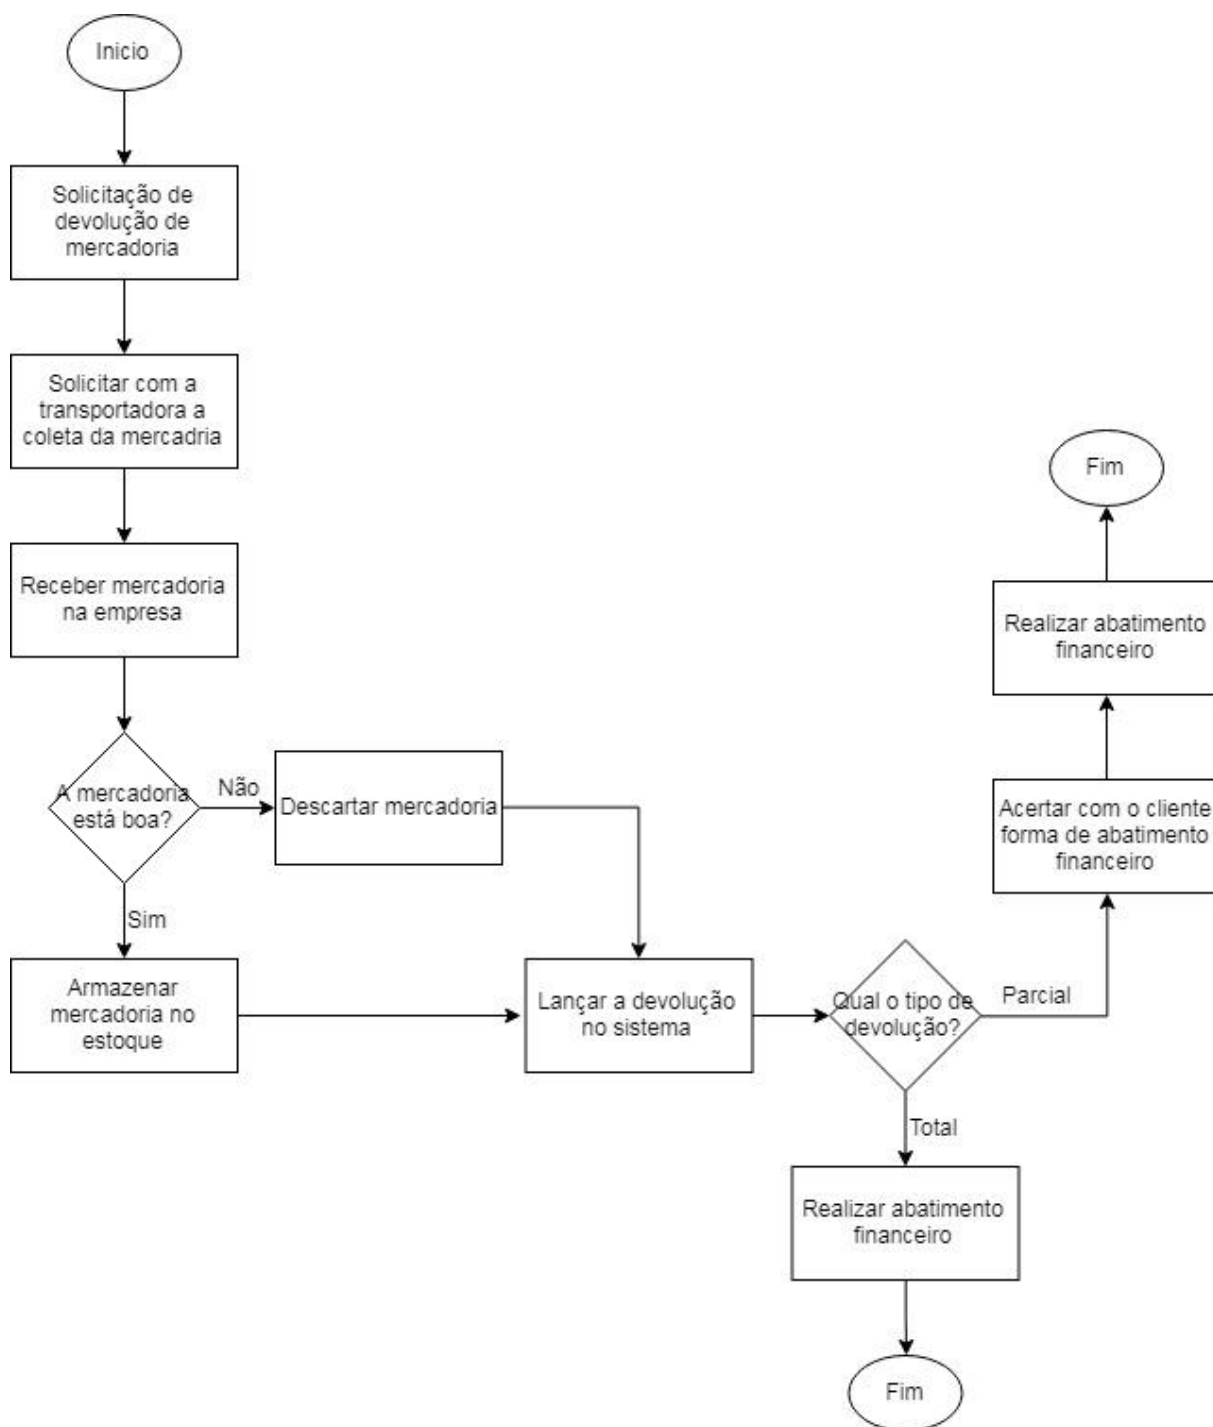 Inicio
Solicitação de
devolução de
mercadoria
Solicitar com a
transportadora a
coleta da mercadria
Receber mercadoria
na empresa
A mercadoria
está boa?
Não
Descartar mercadoria
Sim
Armazenar
mercadoria no
estoque
Lançar a devolução
no sistema
Qual o tipo de
devolução?
Parcial
Acertar com o cliente
forma de abatimento
financeiro
Realizar abatimento
financeiro
Fim
Total
Realizar abatimento
financeiro
Fim